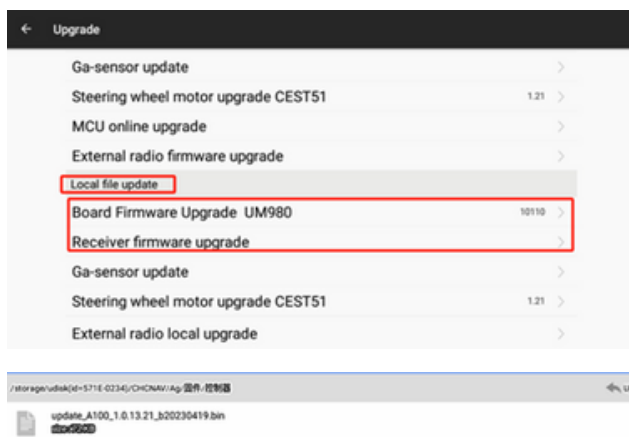 Upgrade
Ga-sensor update
Steering wheel motor upgrade CEST51 1.21
MCU online upgrade
External radio firmware upgrade
Local file update
Board Firmware Upgrade UM980 10110
Receiver firmware upgrade
Ga-sensor update
Steering wheel motor upgrade CEST51 1.21
External radio local upgrade
/storage/udisk(id=571E-0234)/CHCNAV/Ag/固件/控制器
U
update_A100_1.0.13.21_b20230419.bin